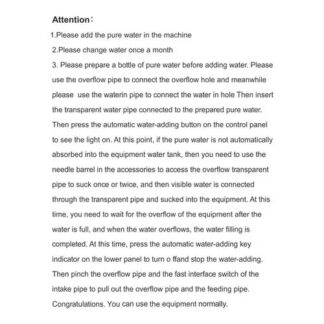 Attention：
1.Please add the pure water in the machine
2.Please change water once a month
3. Please prepare a bottle of pure water before adding water. Please
use the overflow pipe to connect the overflow hole and meanwhile
please use the waterin pipe to connect the water in hole Then insert
the transparent water pipe connected to the prepared pure water.
Then press the automatic water-adding button on the control panel
to see the light on. At this point, if the pure water is not automatically
absorbed into the equipment water tank, then you need to use the
needle barrel in the accessories to access the overflow transparent
pipe to suck once or twice, and then visible water is connected
through the transparent pipe and sucked into the equipment. At this
time, you need to wait for the overflow of the equipment after the
water is full, and when the water overflows, the water filling is
completed. At this time, press the automatic water-adding key
indicator on the lower panel to turn o ffand stop the water-adding.
Then pinch the overflow pipe and the fast interface switch of the
intake pipe to pull out the overflow pipe and the feeding pipe.
Congratulations. You can use the equipment normally.